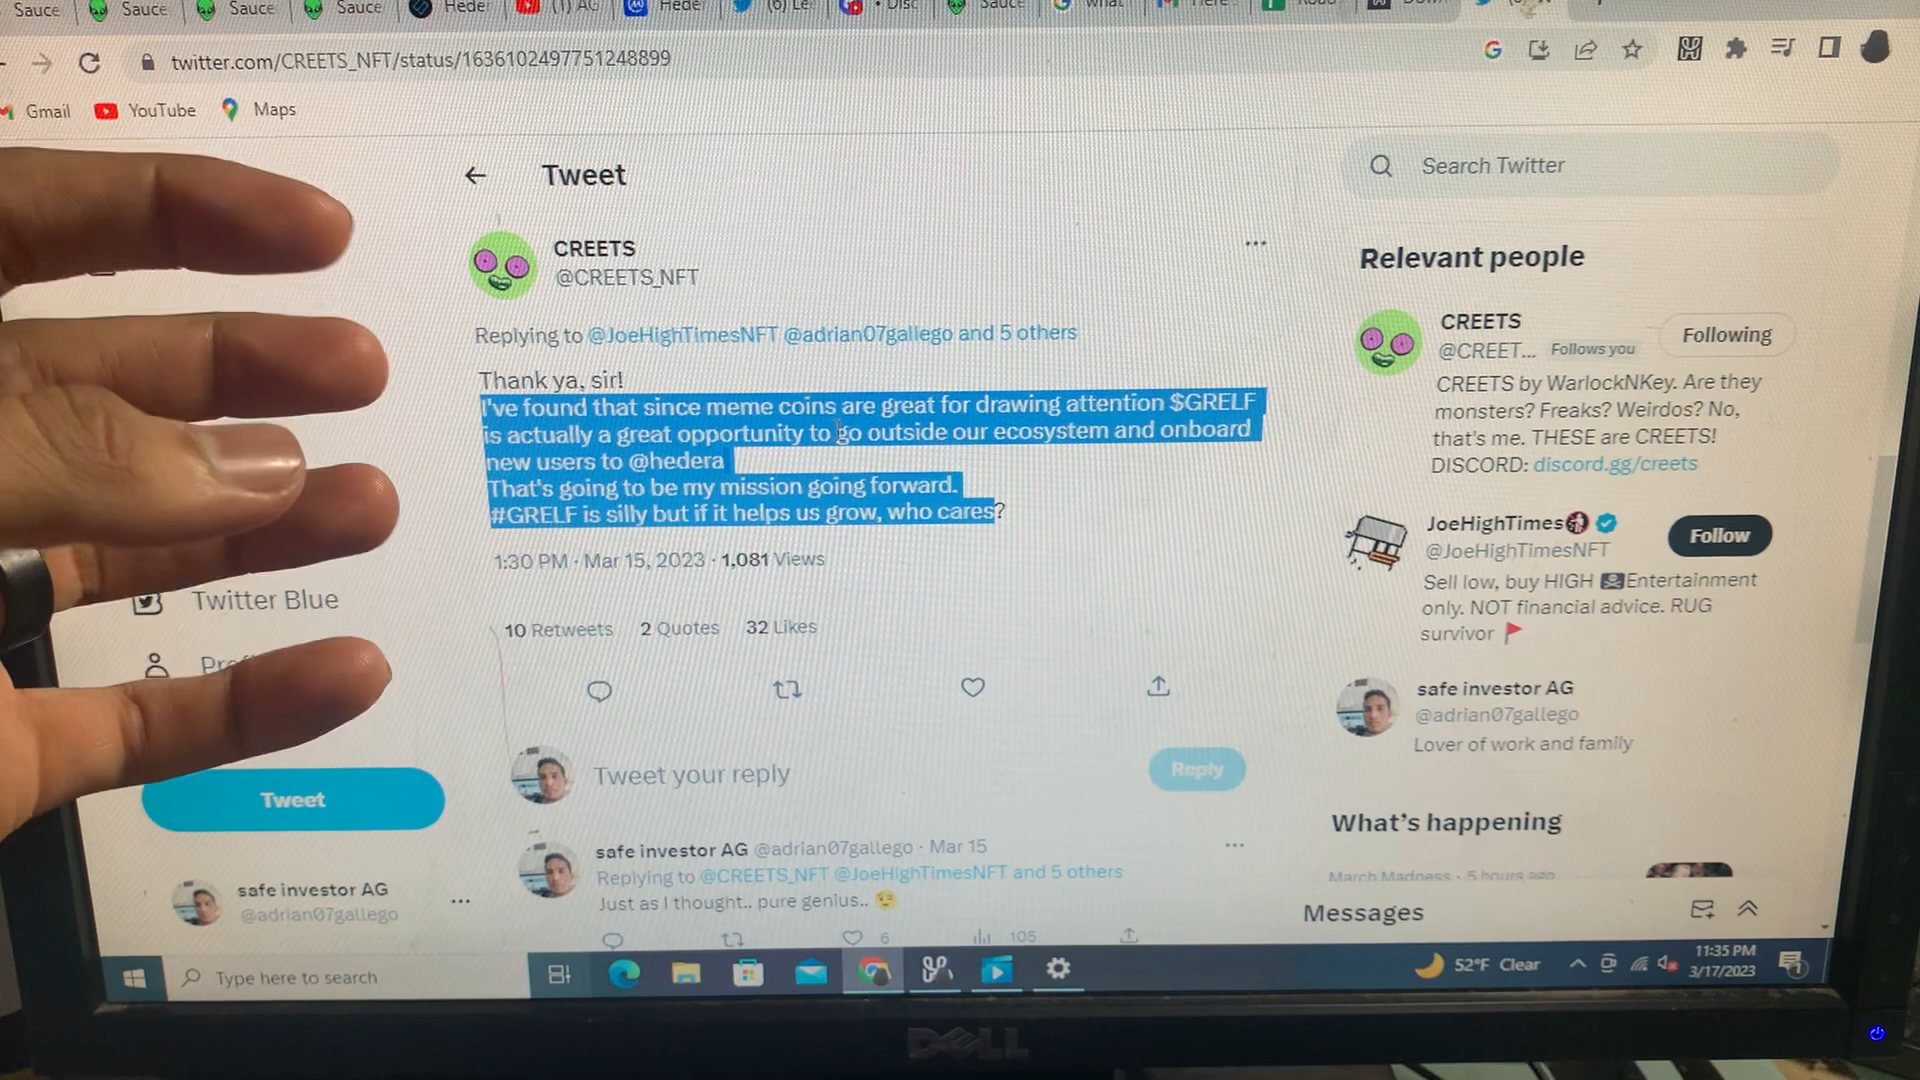 Sauce
Sauce
Sauce
Sauce
Heder
(1) AG
Heder
(6) Le
• Disc
Sauce
what
Here
twitter.com/CREETS_NFT/status/1636102497751248899
Gmail
YouTube
Maps
Tweet
Search Twitter
CREETS
@CREETS_NFT
Replying to @JoeHighTimesNFT @adrian07gallego and 5 others
Thank ya, sir!
I've found that since meme coins are great for drawing attention $GRELF
is actually a great opportunity to go outside our ecosystem and onboard
new users to @hedera
That's going to be my mission going forward.
#GRELF is silly but if it helps us grow, who cares?
1:30 PM · Mar 15, 2023 · 1,081 Views
10 Retweets 2 Quotes 32 Likes
Tweet your reply
Reply
safe investor AG @adrian07gallego · Mar 15
Replying to @CREETS_NFT @JoeHighTimesNFT and 5 others
Just as I thought.. pure genius.. 😉
6
105
Twitter Blue
Tweet
safe investor AG
@adrian07gallego
Relevant people
CREETS
Following
@CREET... Follows you
CREETS by WarlockNKey. Are they
monsters? Freaks? Weirdos? No,
that's me. THESE are CREETS!
DISCORD: discord.gg/creets
JoeHighTimes
Follow
@JoeHighTimesNFT
Sell low, buy HIGH ☠Entertainment
only. NOT financial advice. RUG
survivor 🚩
safe investor AG
@adrian07gallego
Lover of work and family
What's happening
March Madness · 5 hours ago
Messages
Type here to search
52°F Clear
11:35 PM
3/17/2023
1
DELL